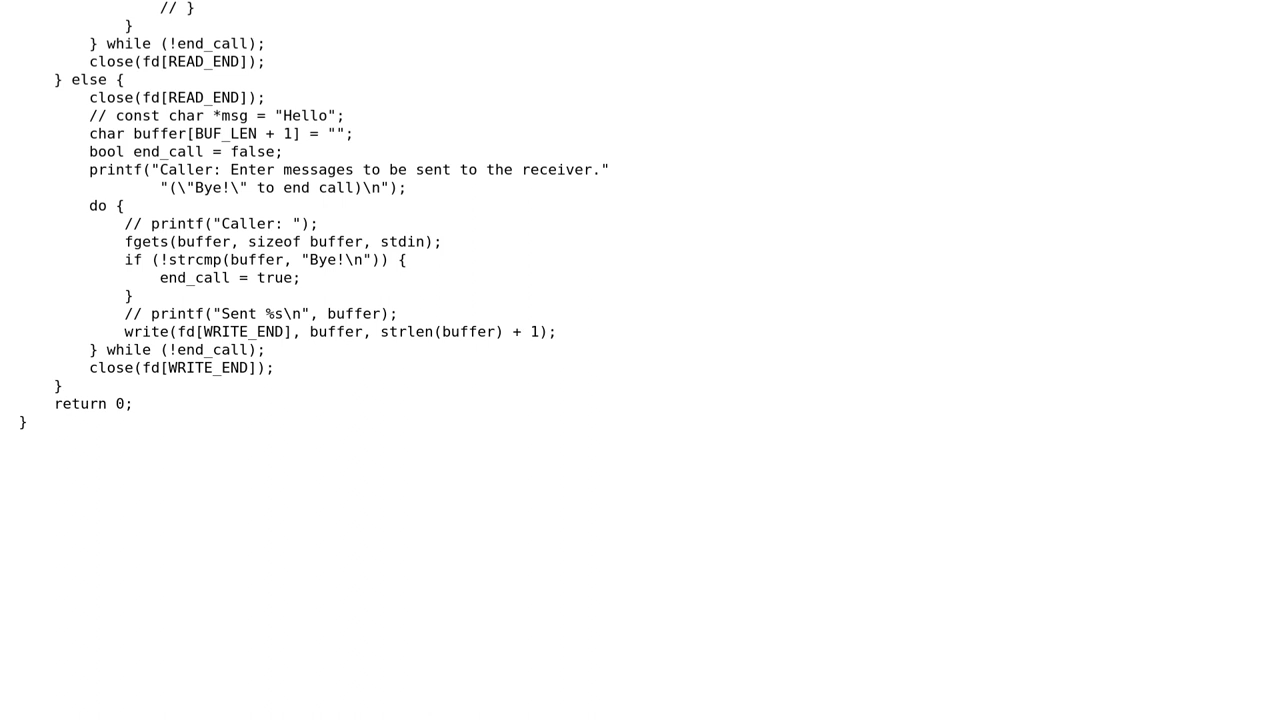 // }
            }
        } while (!end_call);
        close(fd[READ_END]);
    } else {
        close(fd[READ_END]);
        // const char *msg = "Hello";
        char buffer[BUF_LEN + 1] = "";
        bool end_call = false;
        printf("Caller: Enter messages to be sent to the receiver."
                "(\"Bye!\" to end call)\n");
        do {
            // printf("Caller: ");
            fgets(buffer, sizeof buffer, stdin);
            if (!strcmp(buffer, "Bye!\n")) {
                end_call = true;
            }
            // printf("Sent %s\n", buffer);
            write(fd[WRITE_END], buffer, strlen(buffer) + 1);
        } while (!end_call);
        close(fd[WRITE_END]);
    }
    return 0;
}